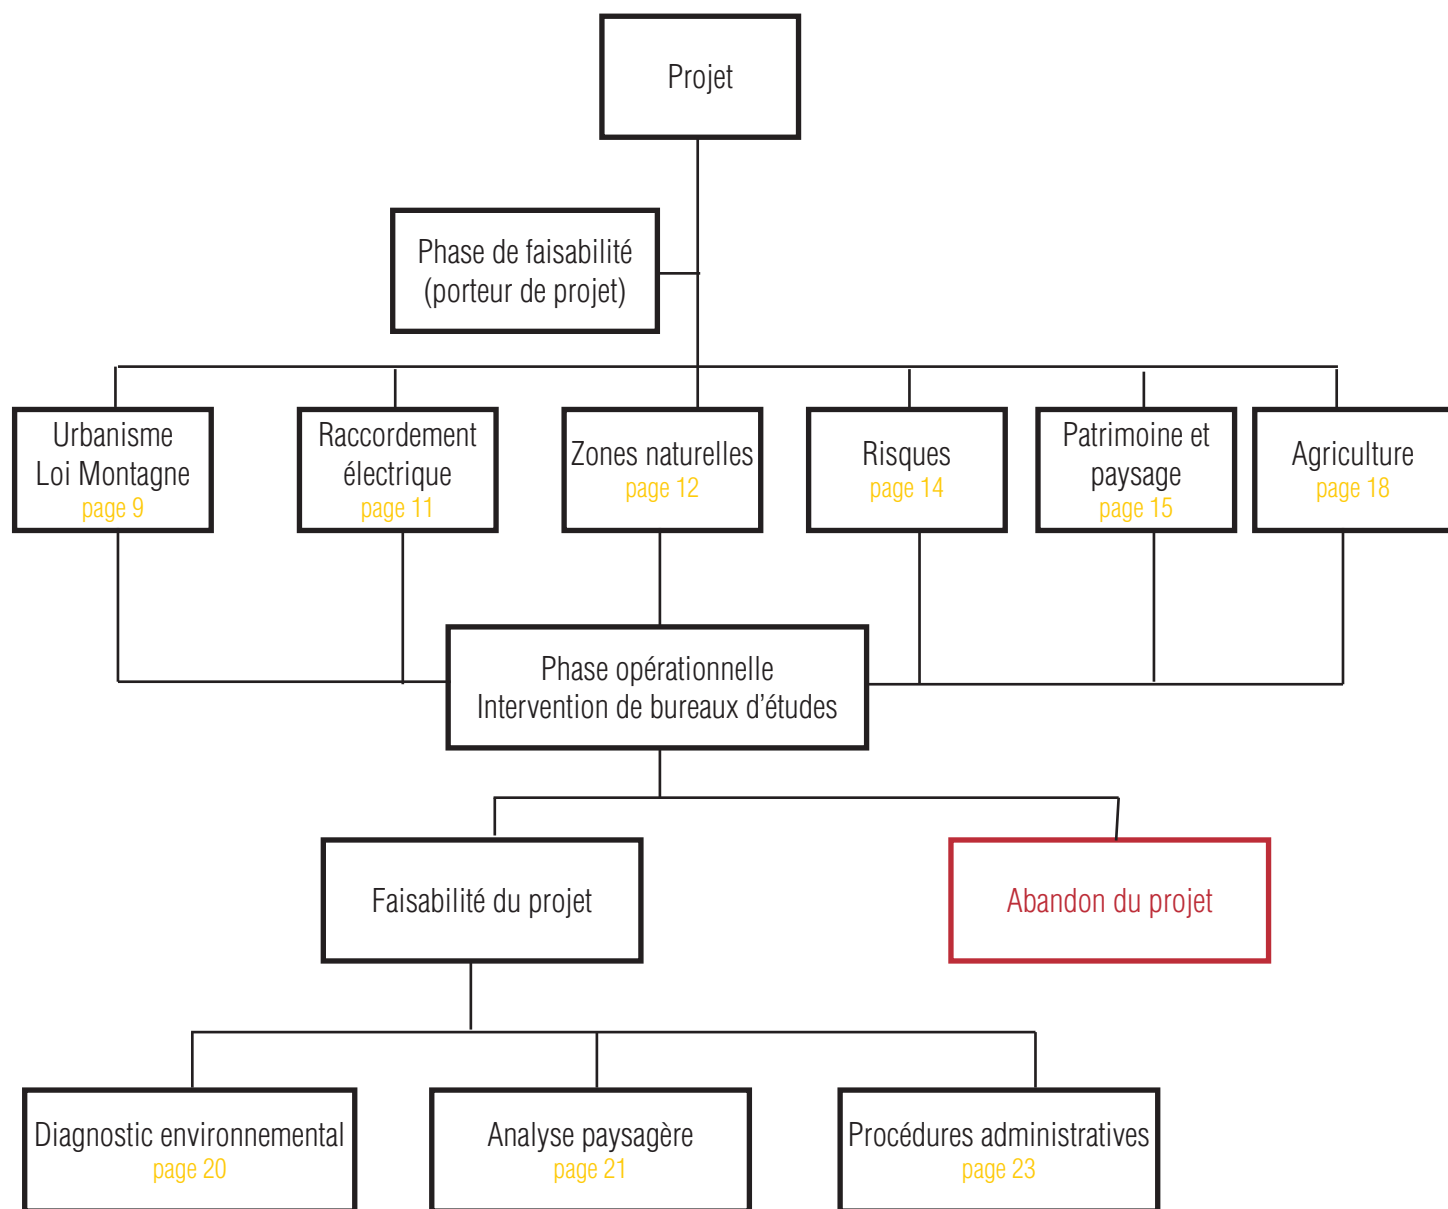 Projet
Phase de faisabilité
(porteur de projet)
Urbanisme
Loi Montagne
page 9
Raccordement
électrique
page 11
Zones naturelles
page 12
Risques
page 14
Patrimoine et
paysage
page 15
Agriculture
page 18
Phase opérationnelle
Intervention de bureaux d'études
Faisabilité du projet
Abandon du projet
Diagnostic environnemental
page 20
Analyse paysagère
page 21
Procédures administratives
page 23